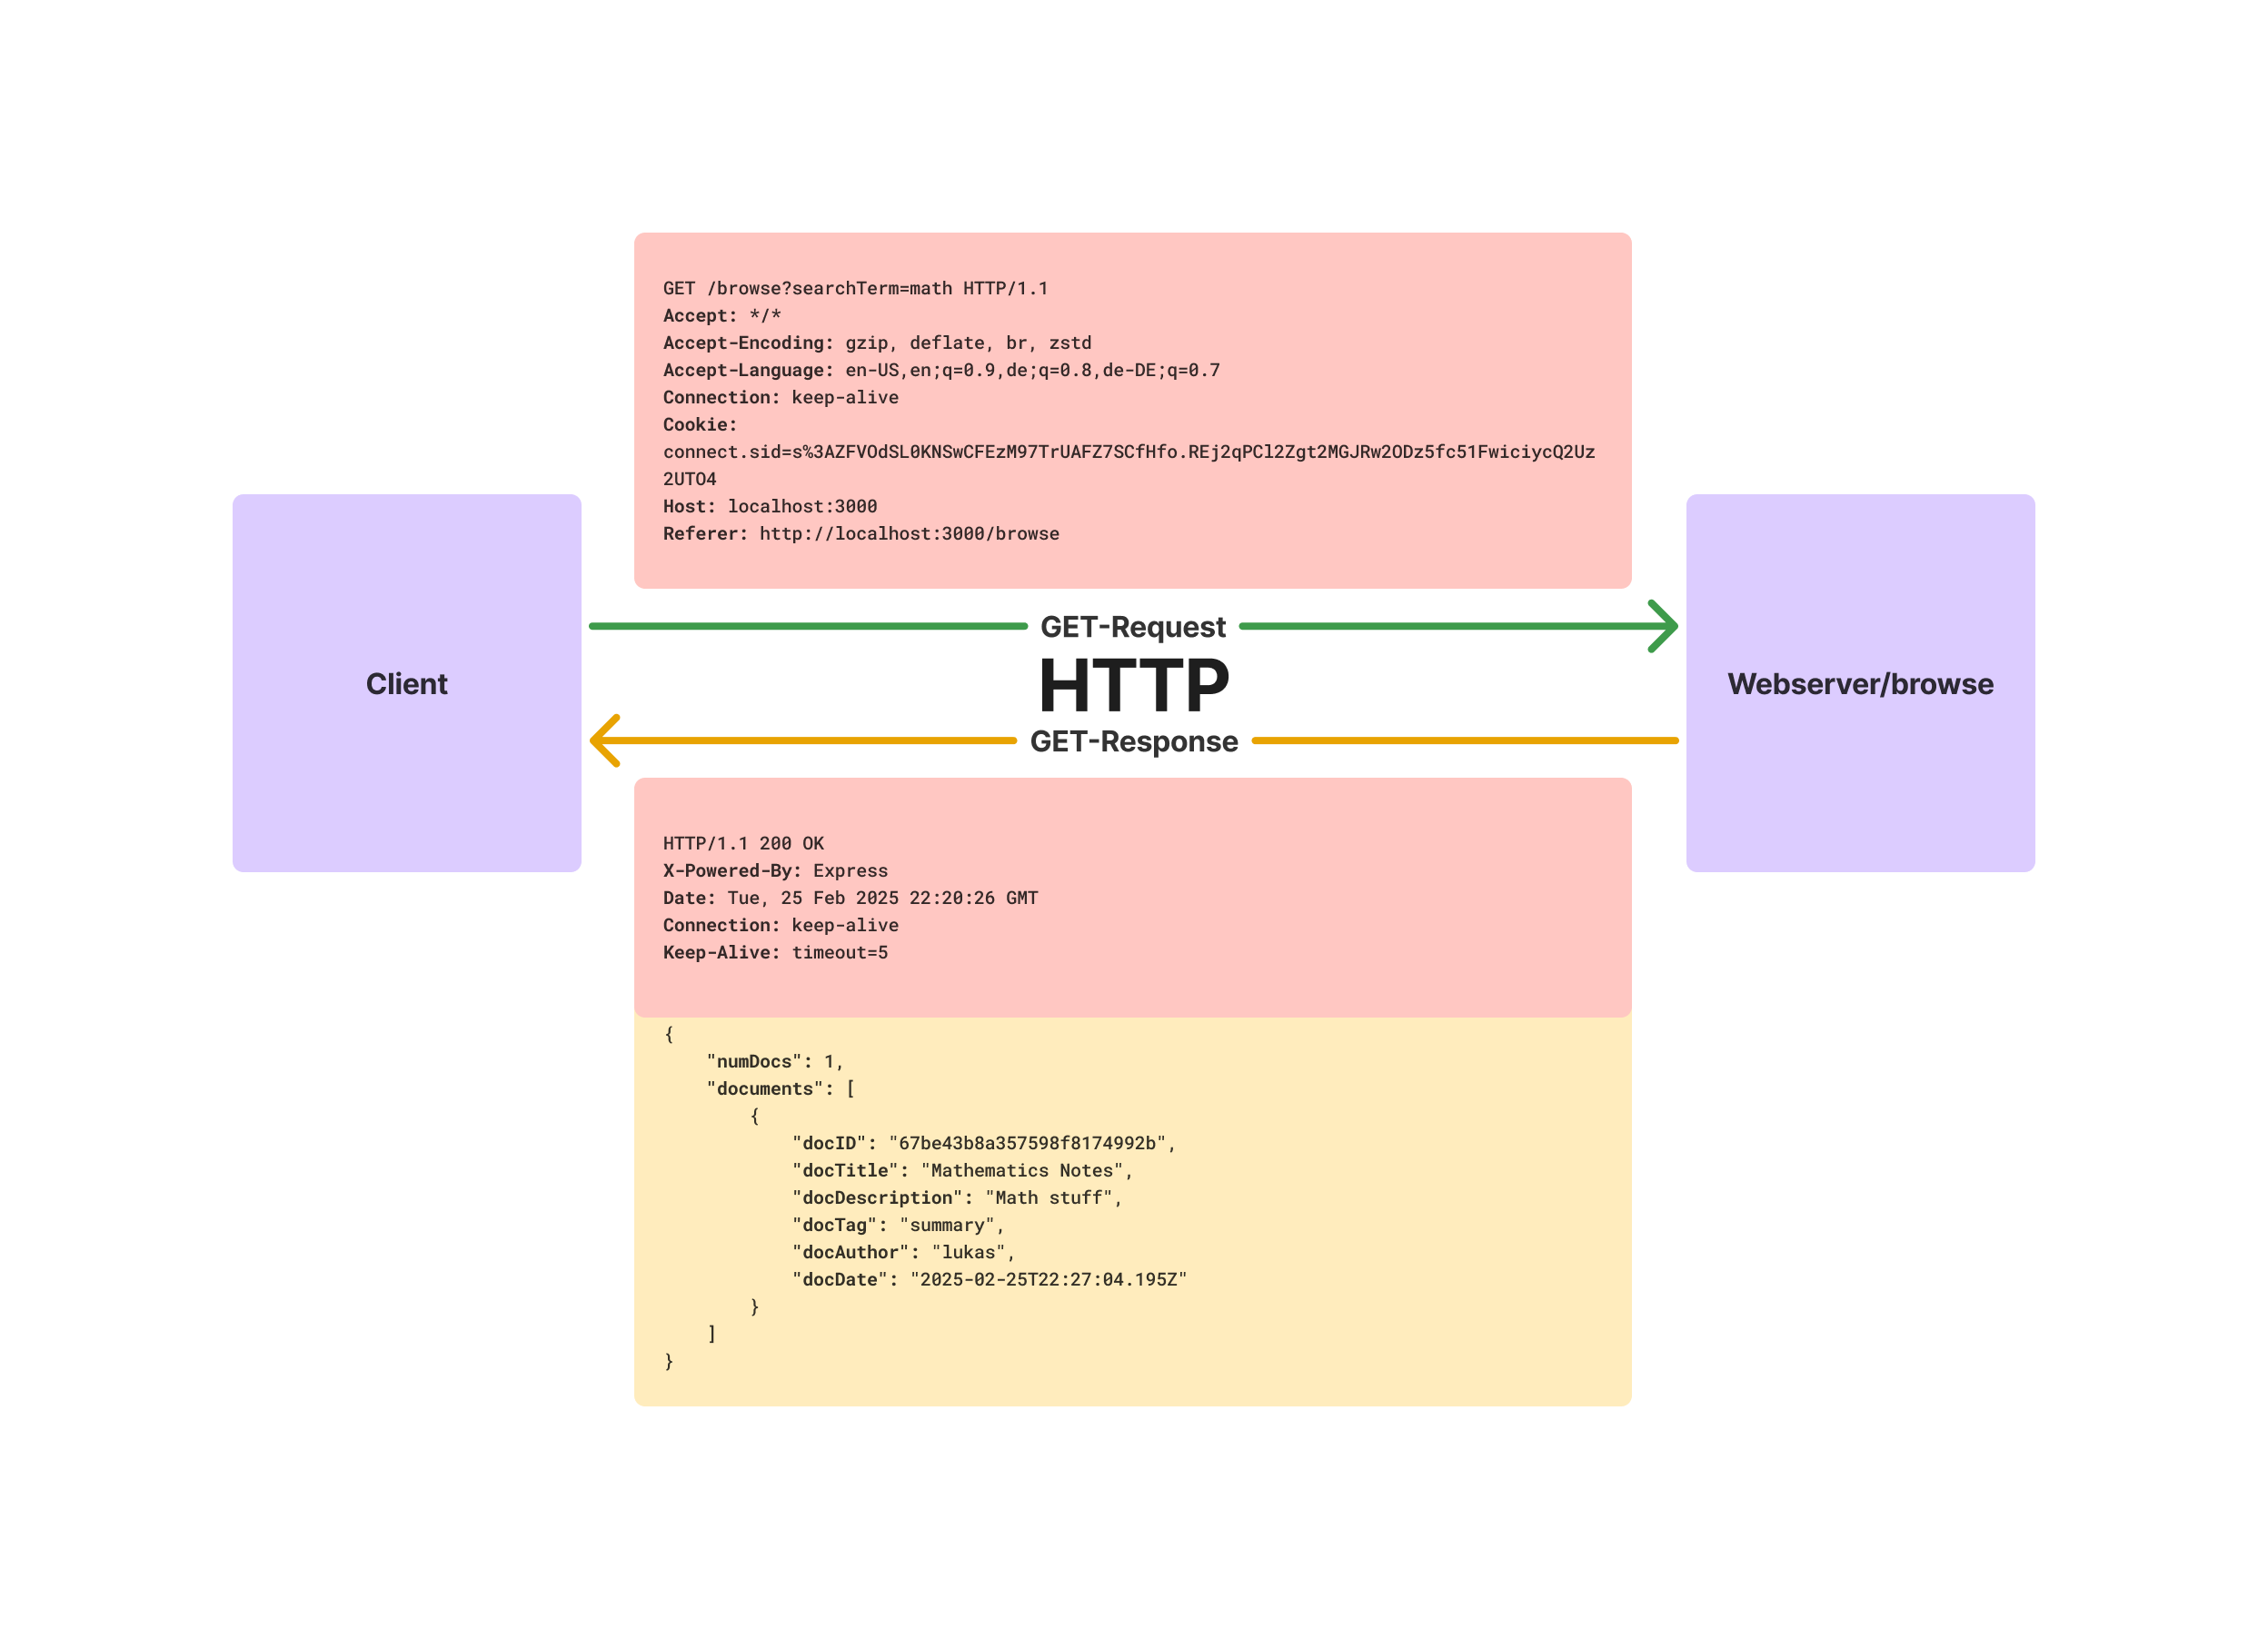 GET /browse?searchTerm=math HTTP/1.1
Accept: */*
Accept-Encoding: gzip, deflate, br, zstd
Accept-Language: en-US,en;q=0.9,de;q=0.8,de-DE;q=0.7
Connection: keep-alive
Cookie:
connect.sid=s%3AZFVOdSL0KNSwCFEzM97TrUAFZ7SCfHfo.REj2qPCl2Zgt2MGJRw2ODz5fc51FwiciycQ2Uz
2UTO4
Host: localhost:3000
Referer: http://localhost:3000/browse
GET-Request
Client
HTTP
Webserver/browse
GET-Response
HTTP/1.1 200 OK
X-Powered-By: Express
Date: Tue, 25 Feb 2025 22:20:26 GMT
Connection: keep-alive
Keep-Alive: timeout=5
{
    "numDocs": 1,
    "documents": [
        {
            "docID": "67be43b8a357598f8174992b",
            "docTitle": "Mathematics Notes",
            "docDescription": "Math stuff",
            "docTag": "summary",
            "docAuthor": "lukas",
            "docDate": "2025-02-25T22:27:04.195Z"
        }
    ]
}